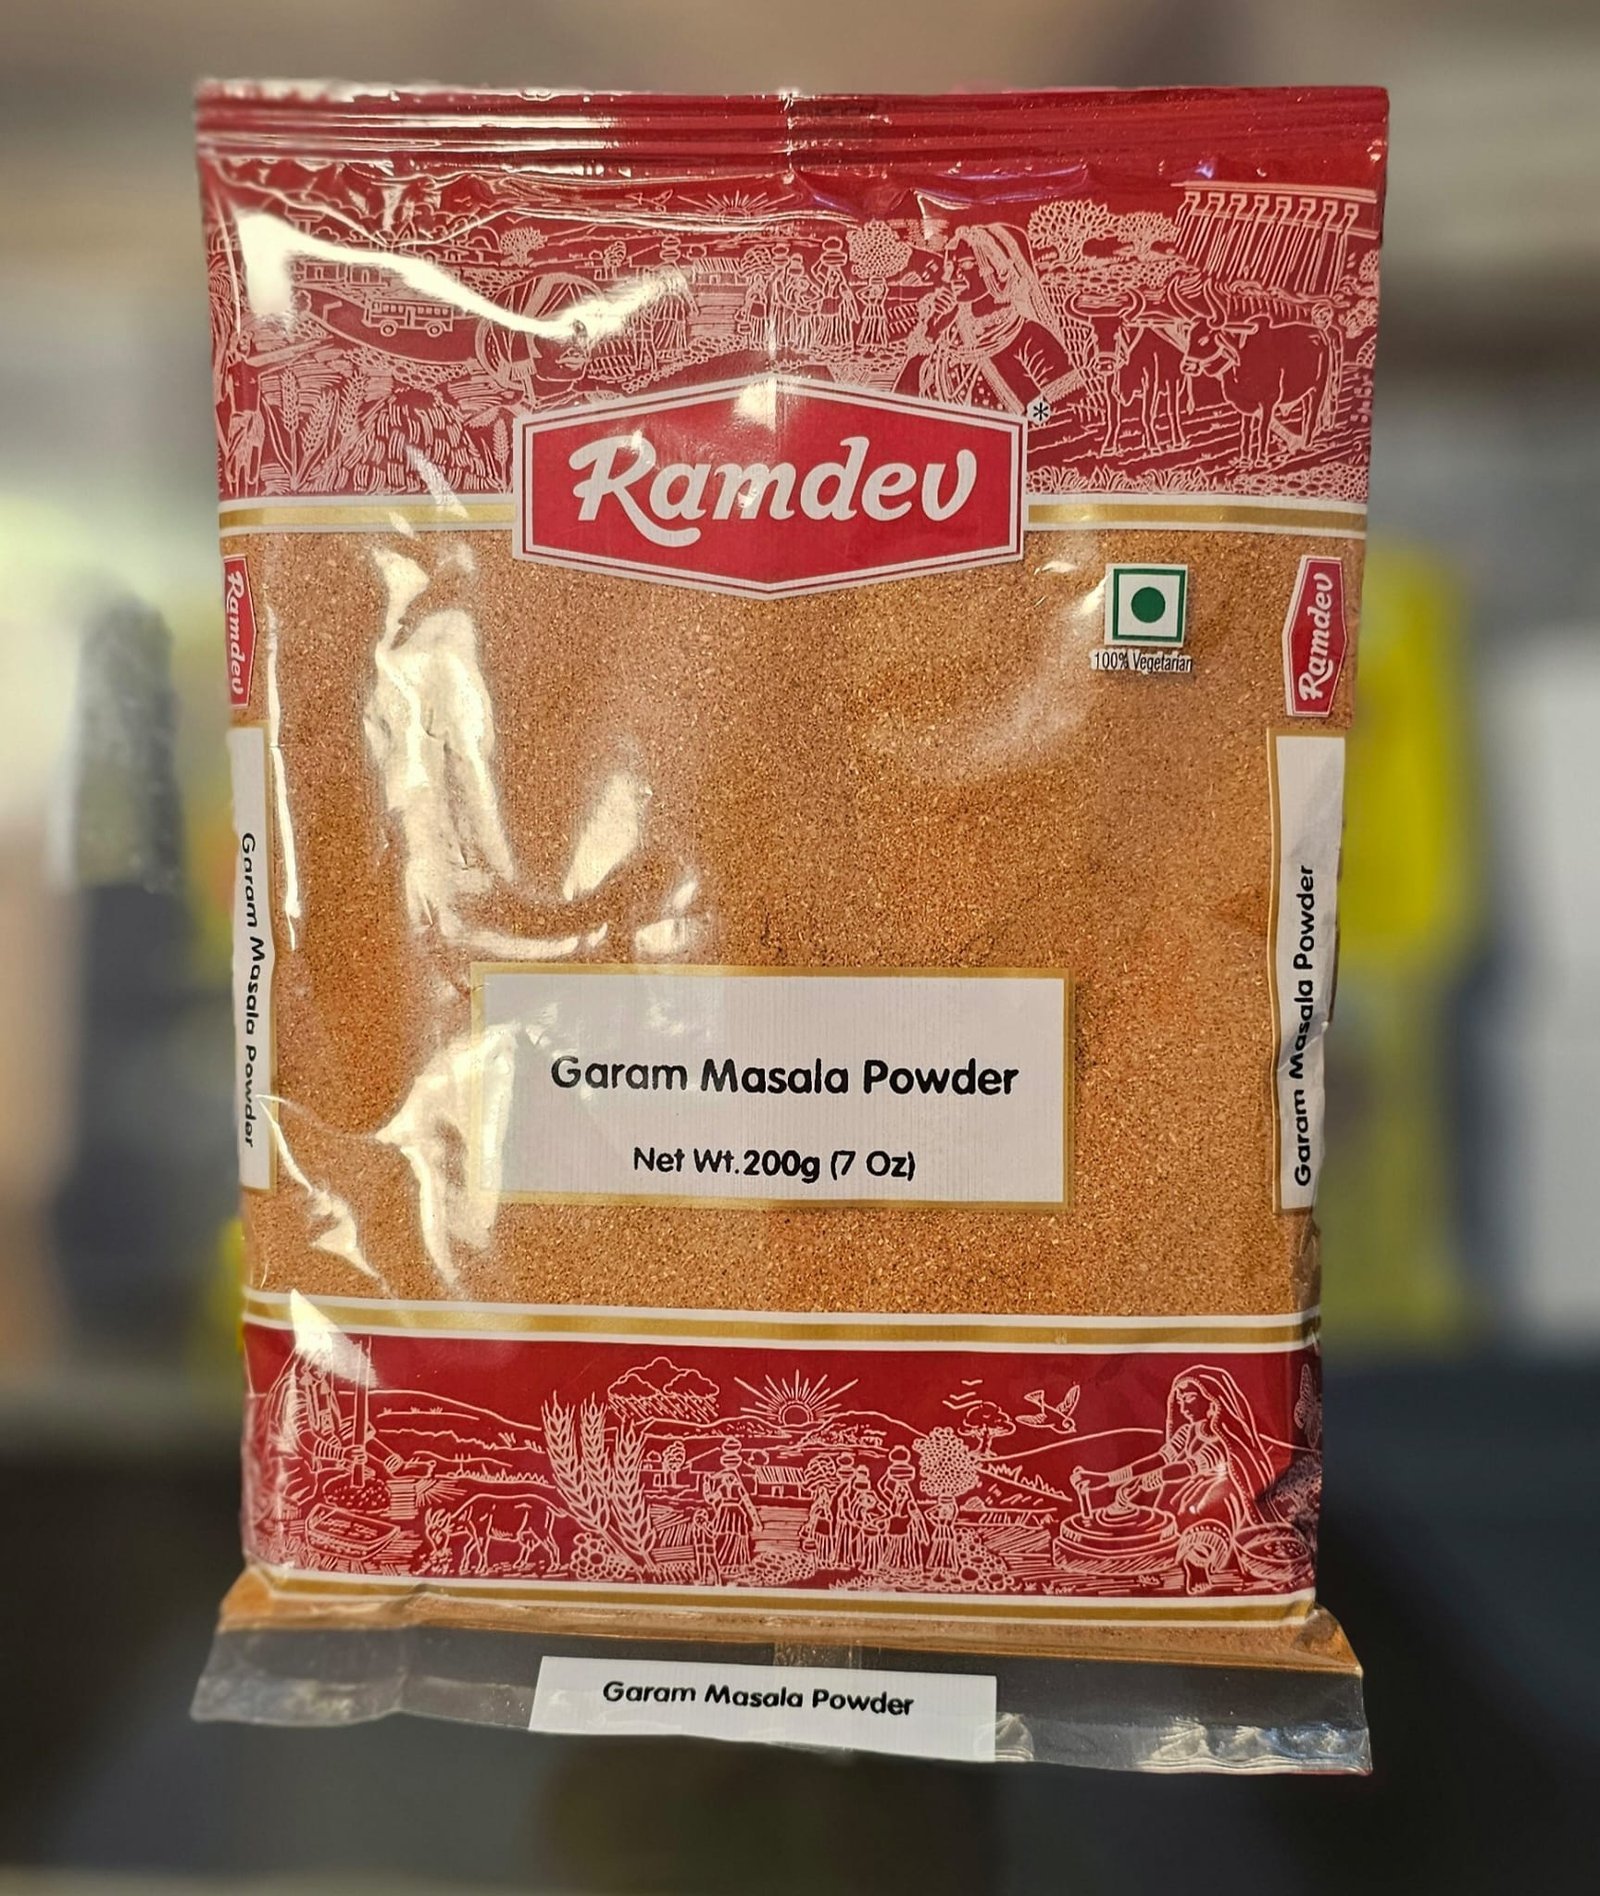 Ramdev
*
100% Vegetarian
Ramdev
Ramdev
Garam Masala Powder
Garam Masala Powder
Garam Masala Powder
Net Wt.200g (7 Oz)
Garam Masala Powder